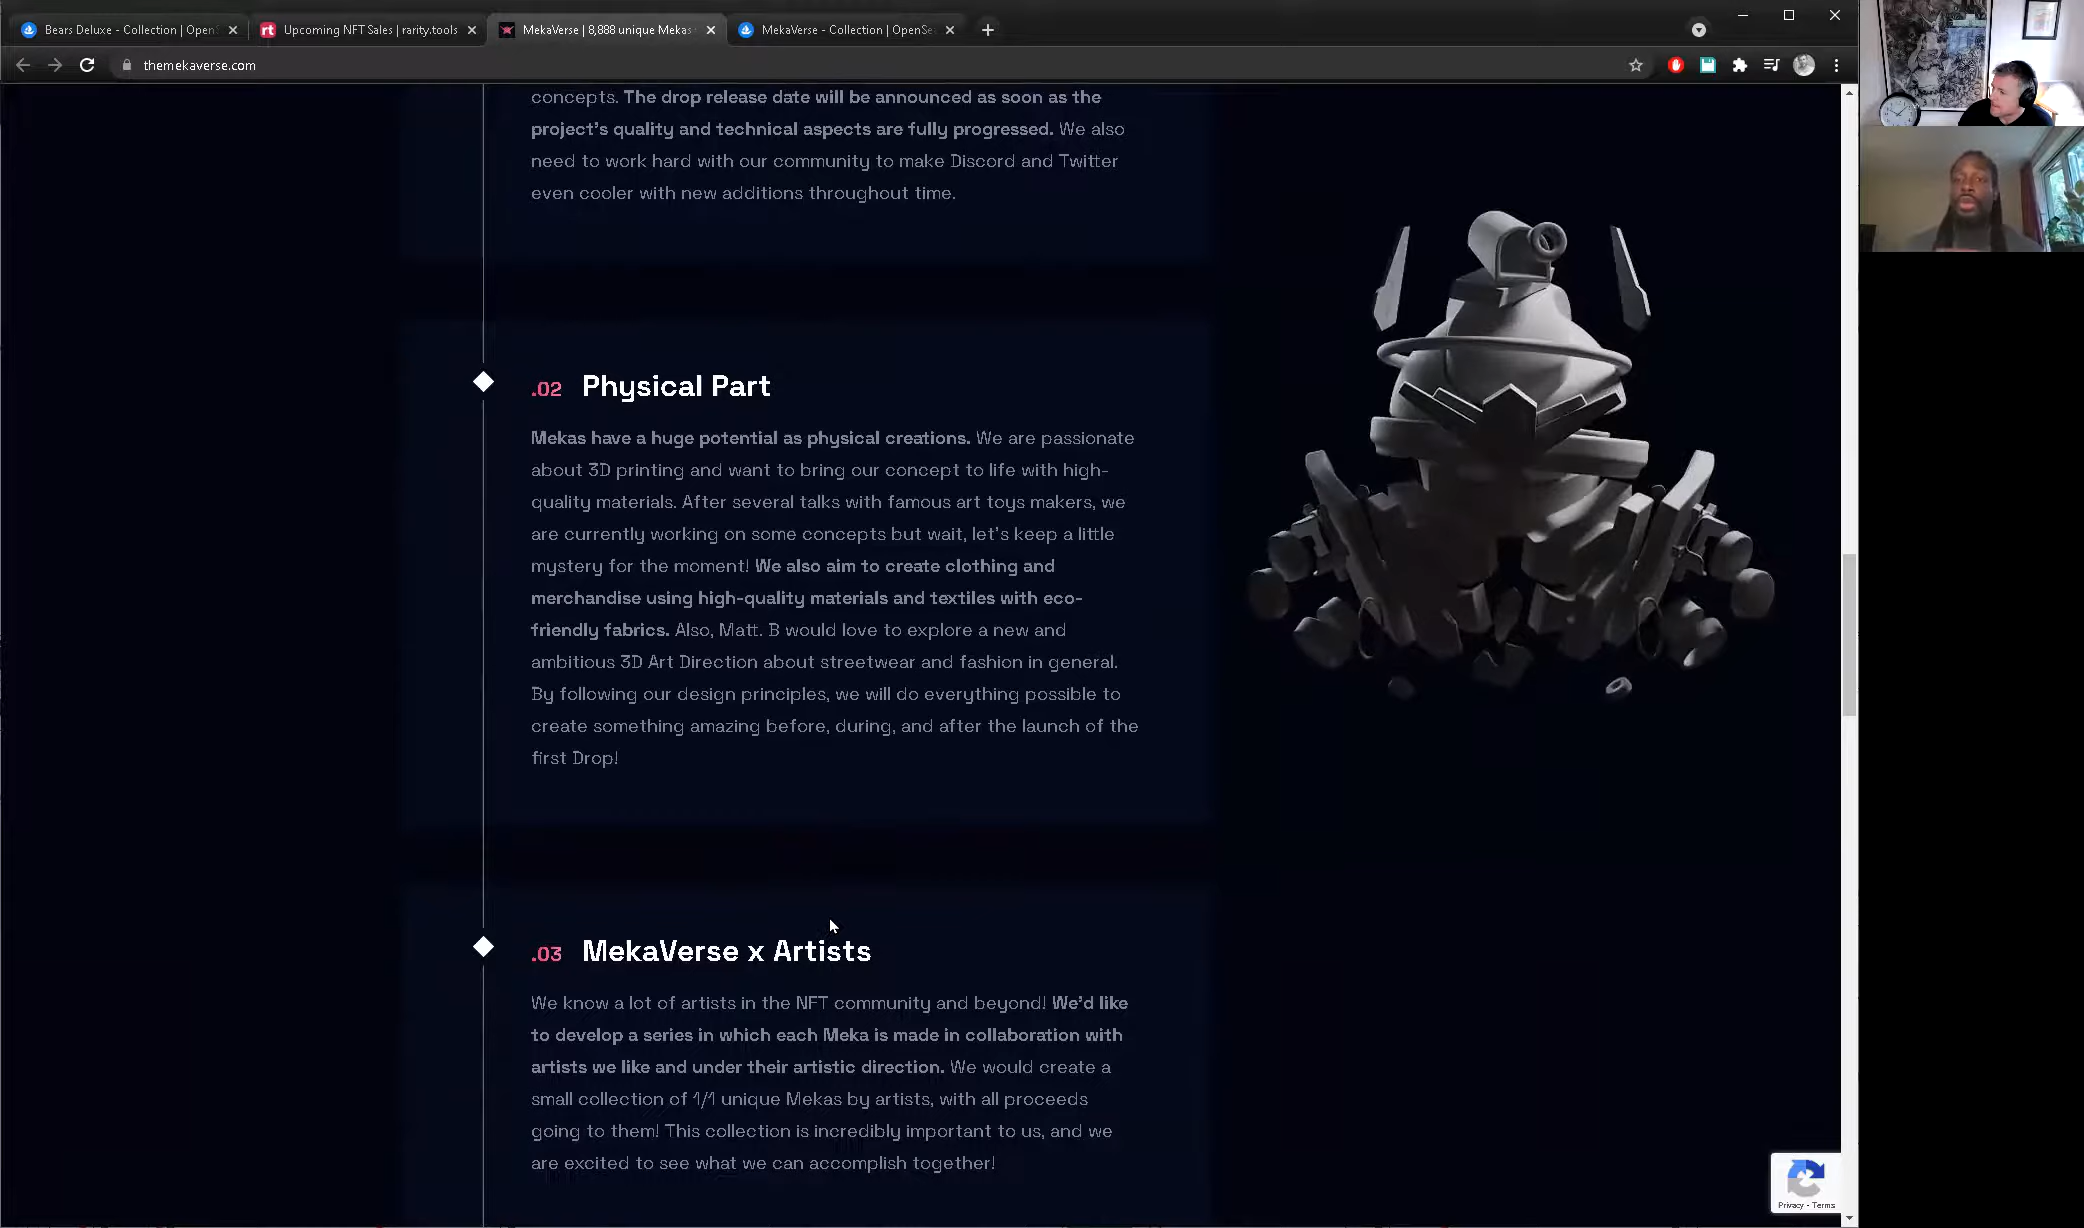 Bears Deluxe - Collection | OpenS
Upcoming NFT Sales | rarity.tools
MekaVerse | 8,888 unique Mekas
MekaVerse - Collection | OpenSe
themekaverse.com
concepts. The drop release date will be announced as soon as the
project's quality and technical aspects are fully progressed. We also
need to work hard with our community to make Discord and Twitter
even cooler with new additions throughout time.
.02 Physical Part
Mekas have a huge potential as physical creations. We are passionate
about 3D printing and want to bring our concept to life with high-
quality materials. After several talks with famous art toys makers, we
are currently working on some concepts but wait, let's keep a little
mystery for the moment! We also aim to create clothing and
merchandise using high-quality materials and textiles with eco-
friendly fabrics. Also, Matt. B would love to explore a new and
ambitious 3D Art Direction about streetwear and fashion in general.
By following our design principles, we will do everything possible to
create something amazing before, during, and after the launch of the
first Drop!
.03 MekaVerse x Artists
We know a lot of artists in the NFT community and beyond! We'd like
to develop a series in which each Meka is made in collaboration with
artists we like and under their artistic direction. We would create a
small collection of 1/1 unique Mekas by artists, with all proceeds
going to them! This collection is incredibly important to us, and we
are excited to see what we can accomplish together!
Privacy - Terms